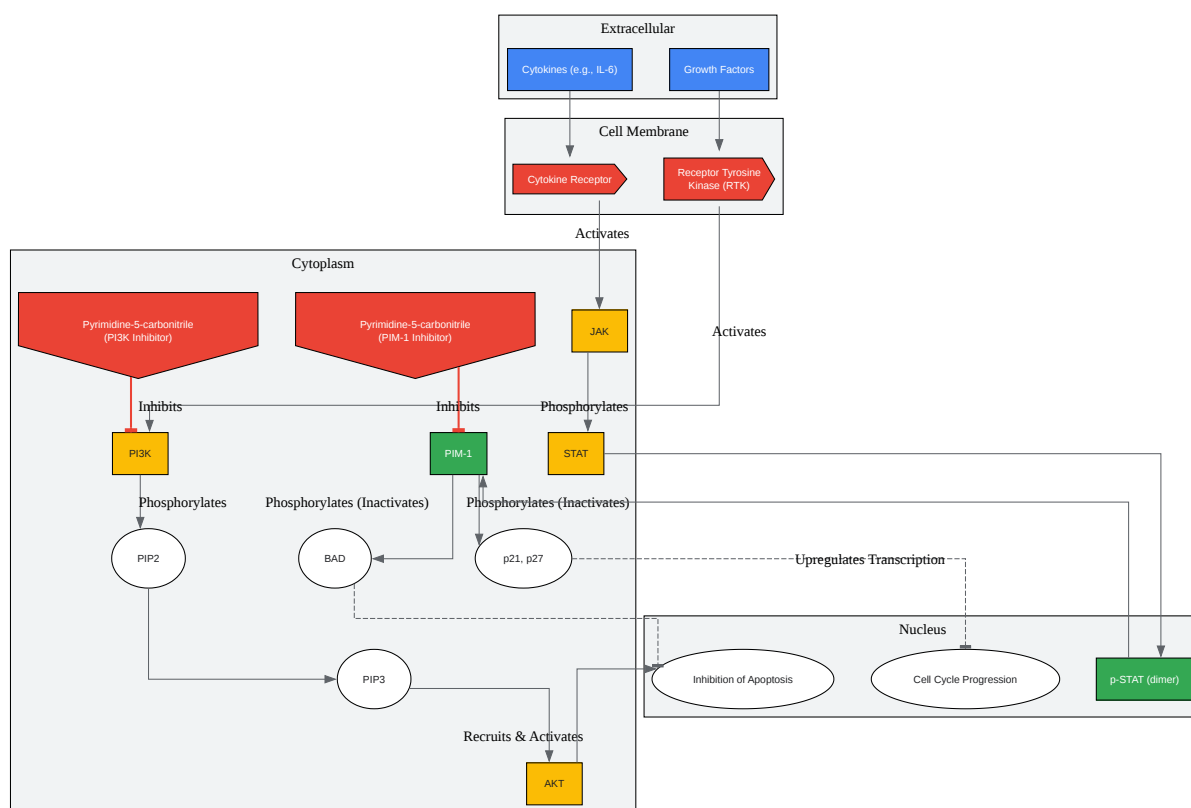 Extracellular
Cytokines (e.g., IL-6)
Growth Factors
Cell Membrane
Cytokine Receptor
Receptor Tyrosine
Kinase (RTK)
Activates
Cytoplasm
Pyrimidine-5-carbonitrile
(PI3K Inhibitor)
Pyrimidine-5-carbonitrile
(PIM-1 Inhibitor)
JAK
Activates
Inhibits
Inhibits
Phosphorylates
PI3K
PIM-1
STAT
Phosphorylates
Phosphorylates (Inactivates)
Phosphorylates (Inactivates)
PIP2
BAD
p21, p27
Upregulates Transcription
Nucleus
PIP3
Inhibition of Apoptosis
Cell Cycle Progression
p-STAT (dimer)
Recruits & Activates
AKT